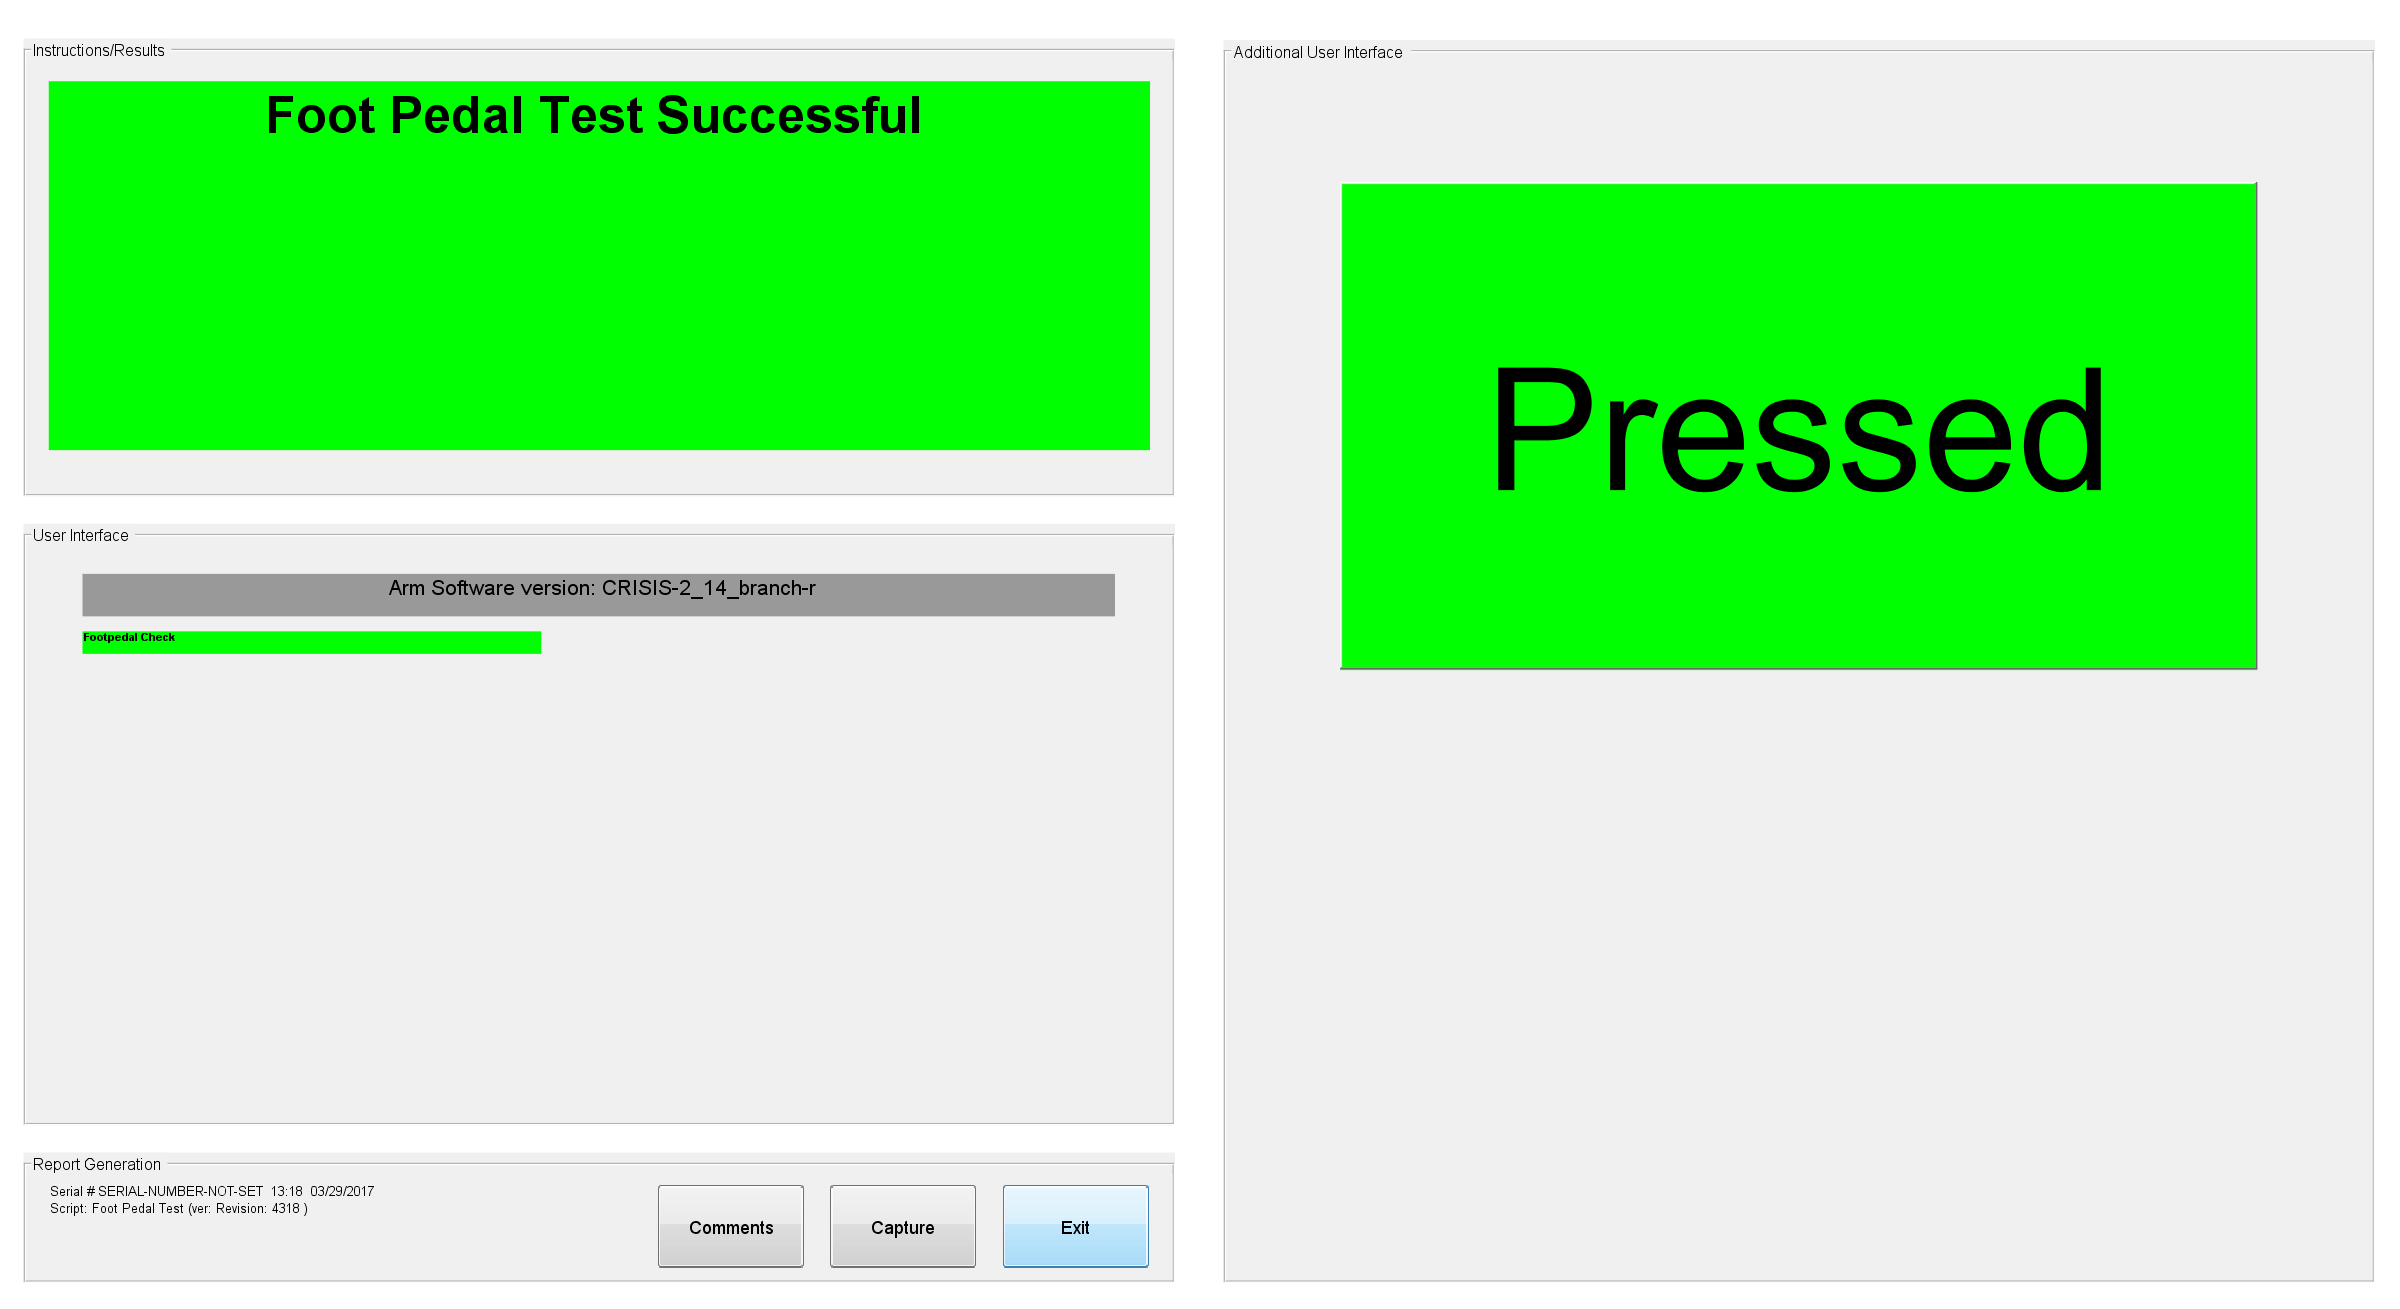 Instructions/Results
Foot Pedal Test Successful
User Interface
Arm Software version: CRISIS-2_14_branch-r
Footpedal Check
Report Generation
Serial # SERIAL-NUMBER-NOT-SET 13:18 03/29/2017
Script: Foot Pedal Test (ver: Revision: 4318 )
Comments
Capture
Exit
Additional User Interface
Pressed